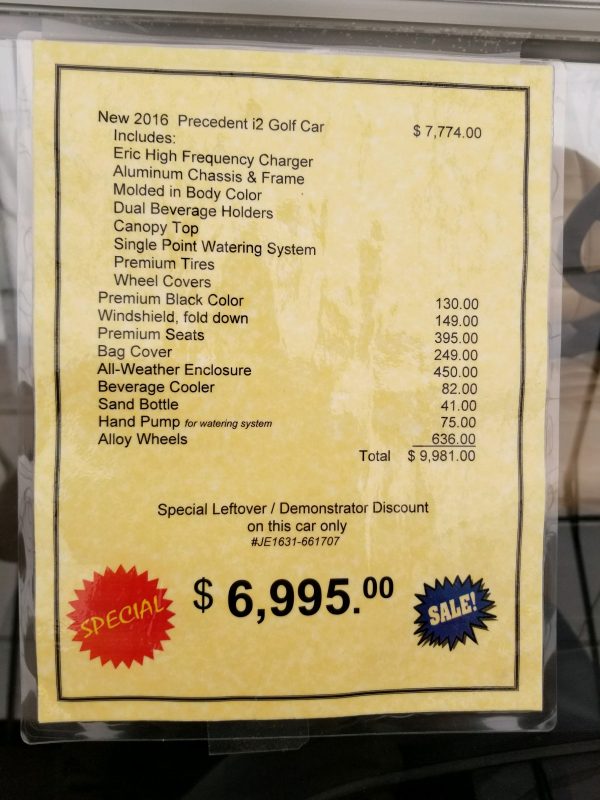 New 2016 Precedent i2 Golf Car $ 7,774.00
Includes:
Eric High Frequency Charger
Aluminum Chassis & Frame
Molded in Body Color
Dual Beverage Holders
Canopy Top
Single Point Watering System
Premium Tires
Wheel Covers
Premium Black Color 130.00
Windshield, fold down 149.00
Premium Seats 395.00
Bag Cover 249.00
All-Weather Enclosure 450.00
Beverage Cooler 82.00
Sand Bottle 41.00
Hand Pump for watering system 75.00
Alloy Wheels 636.00
Total $ 9,981.00
Special Leftover / Demonstrator Discount
on this car only
#JE1631-661707
SPECIAL
$ 6,995.00
SALE!